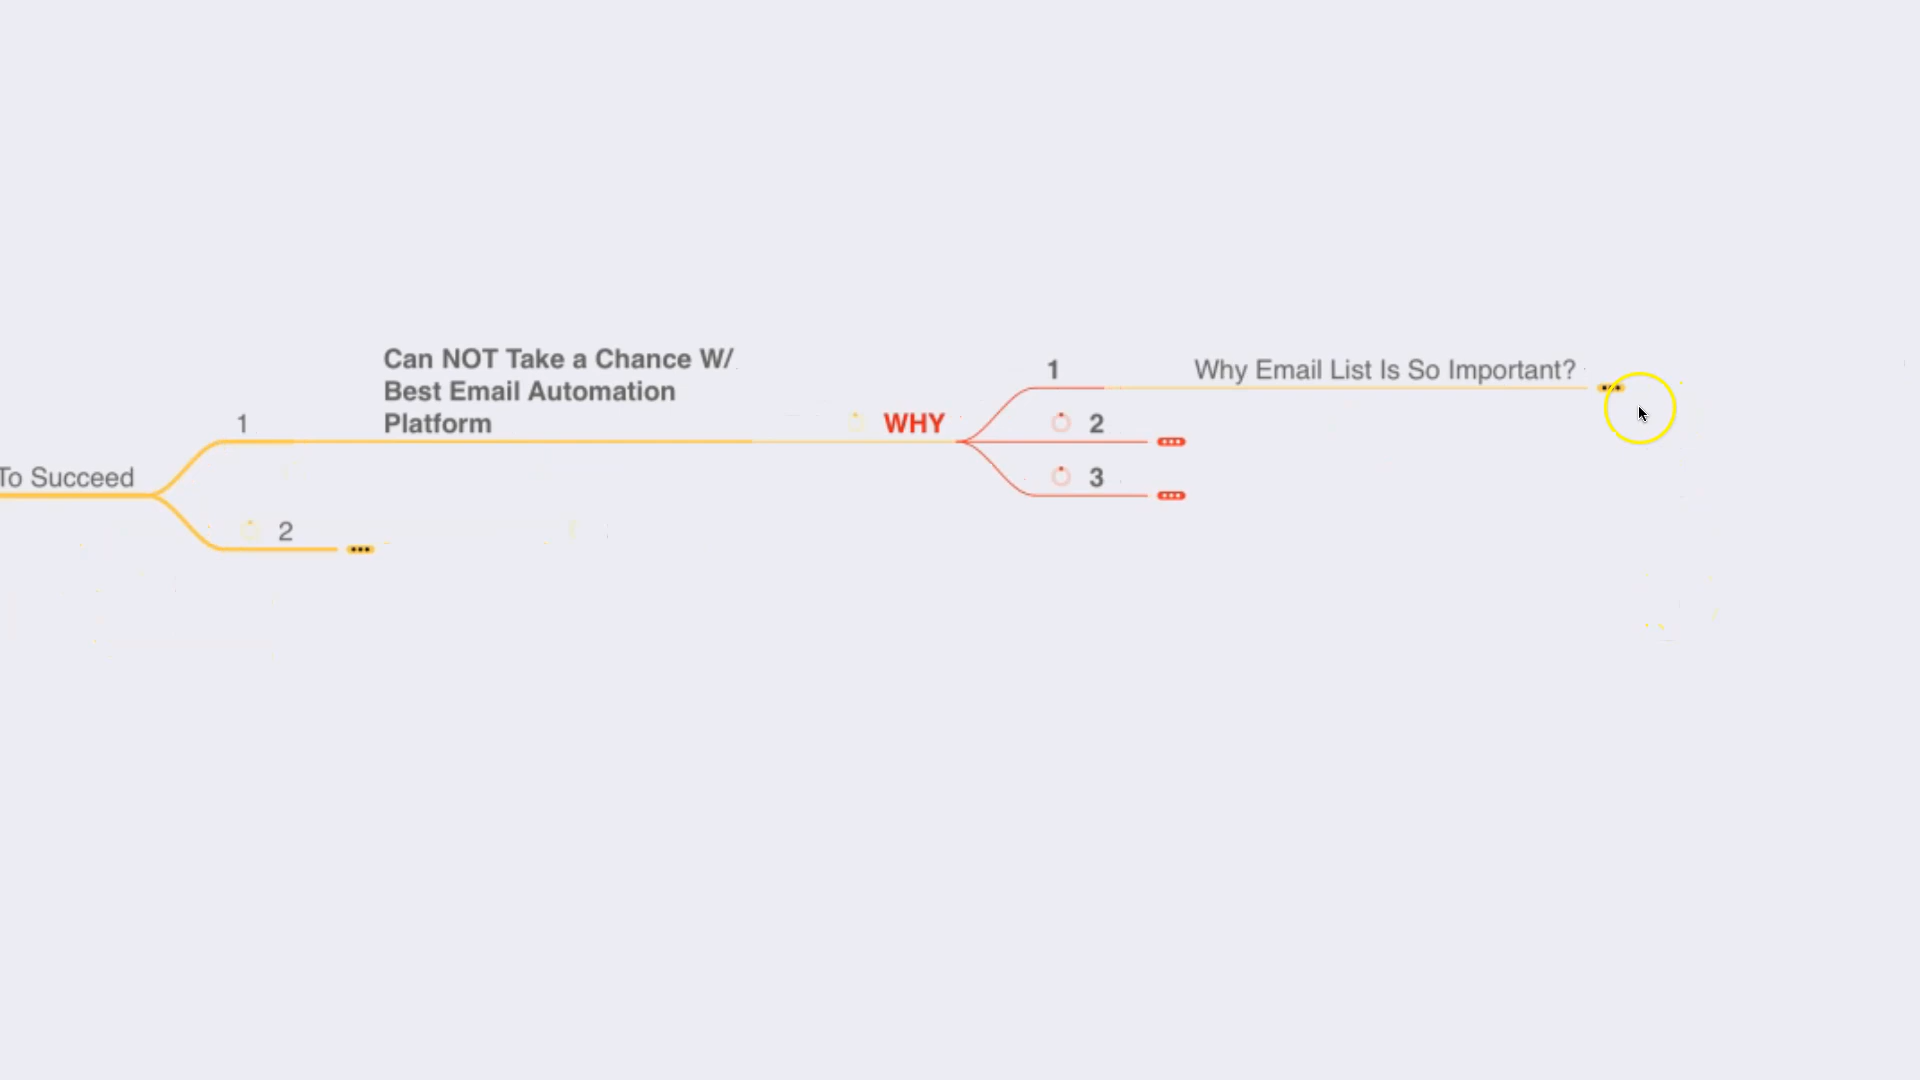 To Succeed
1
Can NOT Take a Chance W/
Best Email Automation
Platform
WHY
1
Why Email List Is So Important?
2
3
2